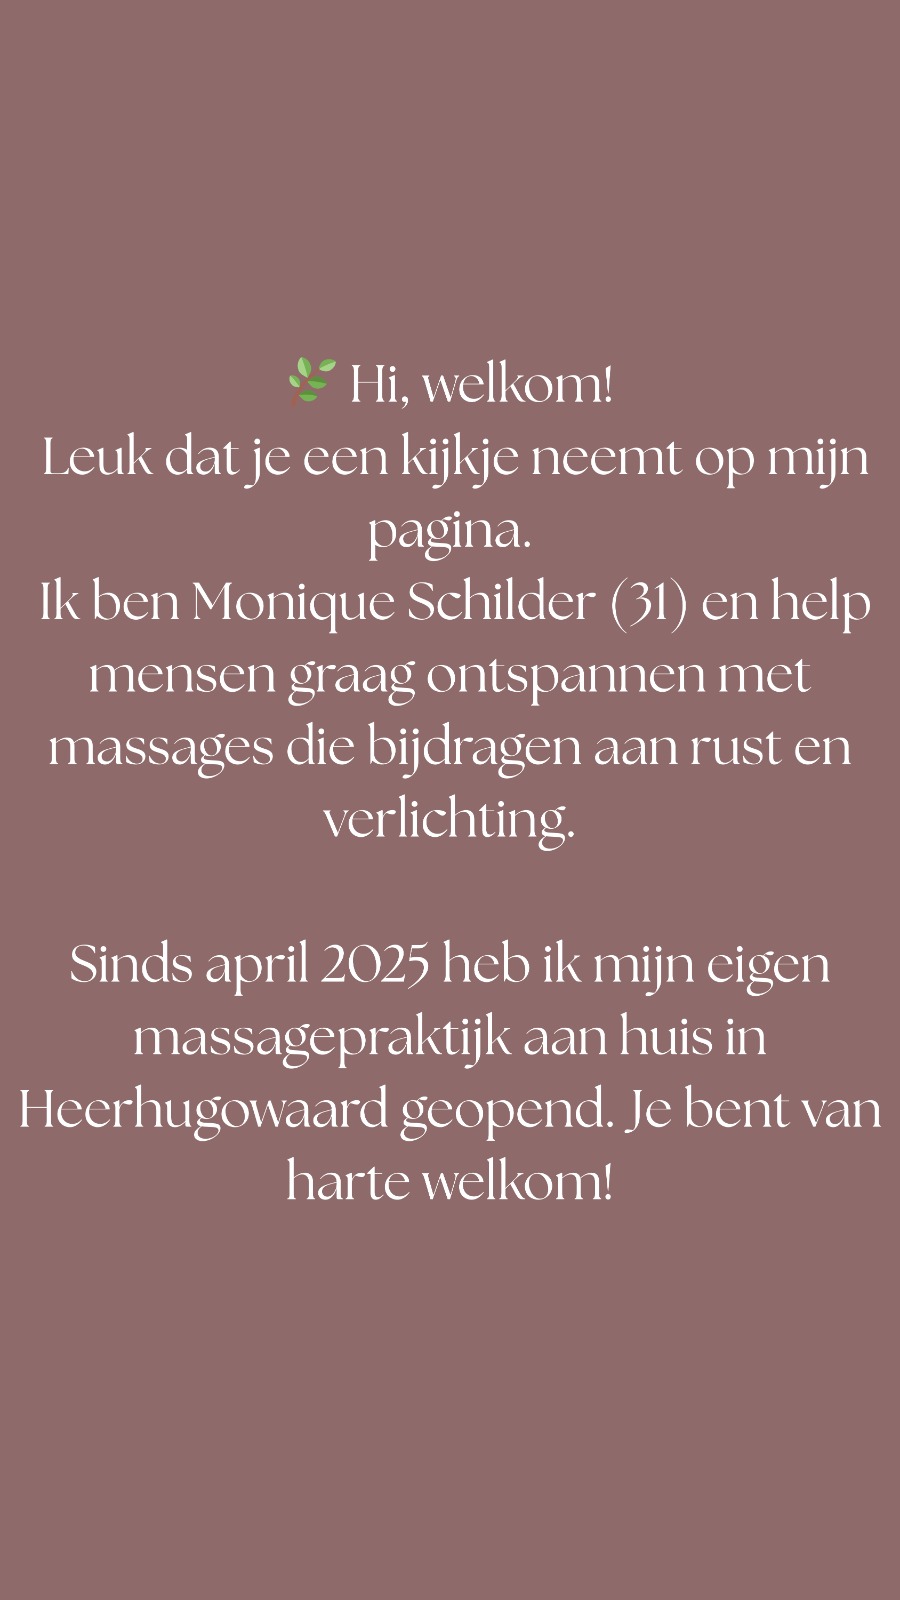 🌿 Hi, welkom!
Leuk dat je een kijkje neemt op mijn
pagina.
Ik ben Monique Schilder (31) en help
mensen graag ontspannen met
massages die bijdragen aan rust en
verlichting.
Sinds april 2025 heb ik mijn eigen
massagepraktijk aan huis in
Heerhugowaard geopend. Je bent van
harte welkom!